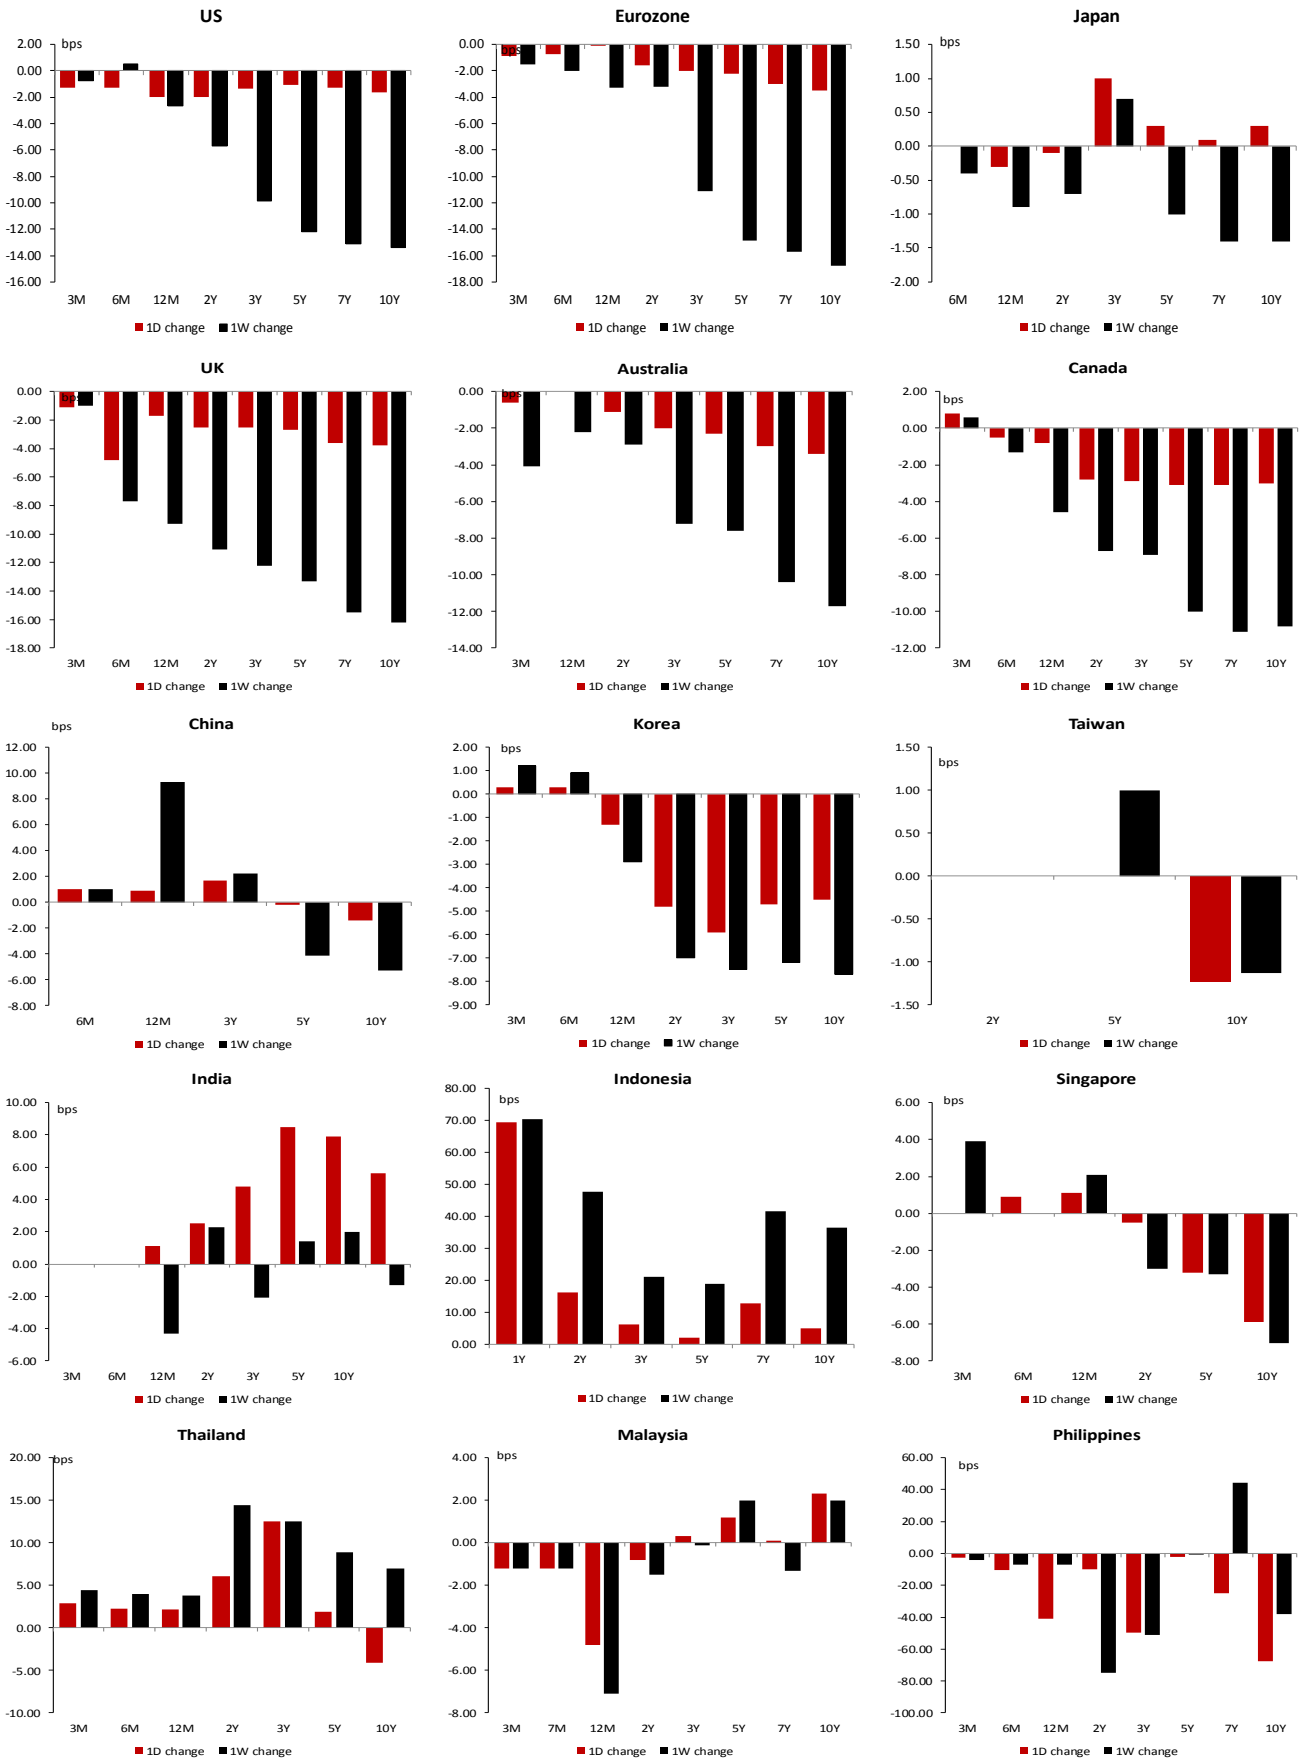 US
bps
2.00
0.00
-2.00
-4.00
-6.00
-8.00
-10.00
-12.00
-14.00
-16.00
3M 6M 12M 2Y 3Y 5Y 7Y 10Y
1D change 1W change
Eurozone
bps
0.00
-2.00
-4.00
-6.00
-8.00
-10.00
-12.00
-14.00
-16.00
-18.00
3M 6M 12M 2Y 3Y 5Y 7Y 10Y
1D change 1W change
Japan
bps
1.50
1.00
0.50
0.00
-0.50
-1.00
-1.50
-2.00
6M 12M 2Y 3Y 5Y 7Y 10Y
1D change 1W change
UK
bps
0.00
-2.00
-4.00
-6.00
-8.00
-10.00
-12.00
-14.00
-16.00
-18.00
3M 6M 12M 2Y 3Y 5Y 7Y 10Y
1D change 1W change
Australia
bps
0.00
-2.00
-4.00
-6.00
-8.00
-10.00
-12.00
-14.00
3M 12M 2Y 3Y 5Y 7Y 10Y
1D change 1W change
Canada
bps
2.00
0.00
-2.00
-4.00
-6.00
-8.00
-10.00
-12.00
3M 6M 12M 2Y 3Y 5Y 7Y 10Y
1D change 1W change
China
bps
12.00
10.00
8.00
6.00
4.00
2.00
0.00
-2.00
-4.00
-6.00
-8.00
6M 12M 3Y 5Y 10Y
1D change 1W change
Korea
bps
2.00
1.00
0.00
-1.00
-2.00
-3.00
-4.00
-5.00
-6.00
-7.00
-8.00
-9.00
3M 6M 12M 2Y 3Y 5Y 10Y
1D change 1W change
Taiwan
bps
1.50
1.00
0.50
0.00
-0.50
-1.00
-1.50
2Y 5Y 10Y
1D change 1W change
India
bps
10.00
8.00
6.00
4.00
2.00
0.00
-2.00
-4.00
-6.00
3M 6M 12M 2Y 3Y 5Y 10Y
1D change 1W change
Indonesia
bps
80.00
70.00
60.00
50.00
40.00
30.00
20.00
10.00
0.00
1Y 2Y 3Y 5Y 7Y 10Y
1D change 1W change
Singapore
bps
6.00
4.00
2.00
0.00
-2.00
-4.00
-6.00
-8.00
3M 6M 12M 2Y 5Y 10Y
1D change 1W change
Thailand
bps
20.00
15.00
10.00
5.00
0.00
-5.00
-10.00
3M 6M 12M 2Y 3Y 5Y 10Y
1D change 1W change
Malaysia
bps
4.00
2.00
0.00
-2.00
-4.00
-6.00
-8.00
3M 7M 12M 2Y 3Y 5Y 7Y 10Y
1D change 1W change
Philippines
bps
60.00
40.00
20.00
0.00
-20.00
-40.00
-60.00
-80.00
-100.00
3M 6M 12M 2Y 3Y 5Y 7Y 10Y
1D change 1W change